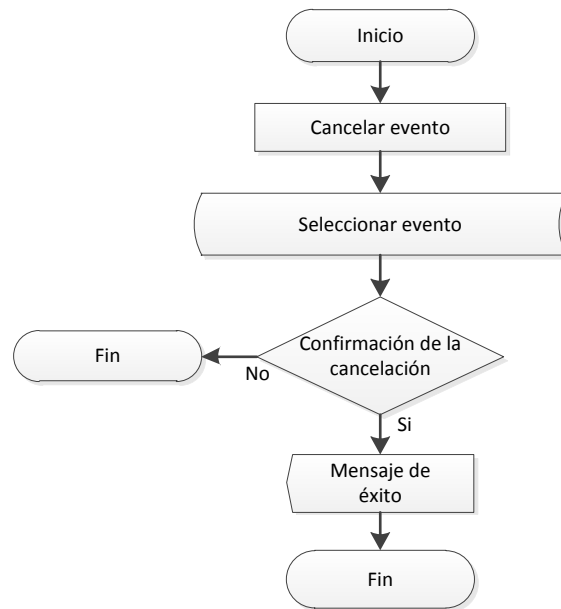 Inicio
Cancelar evento
Seleccionar evento
Confirmación de la
cancelación
Fin
No
Si
Mensaje de
éxito
Fin